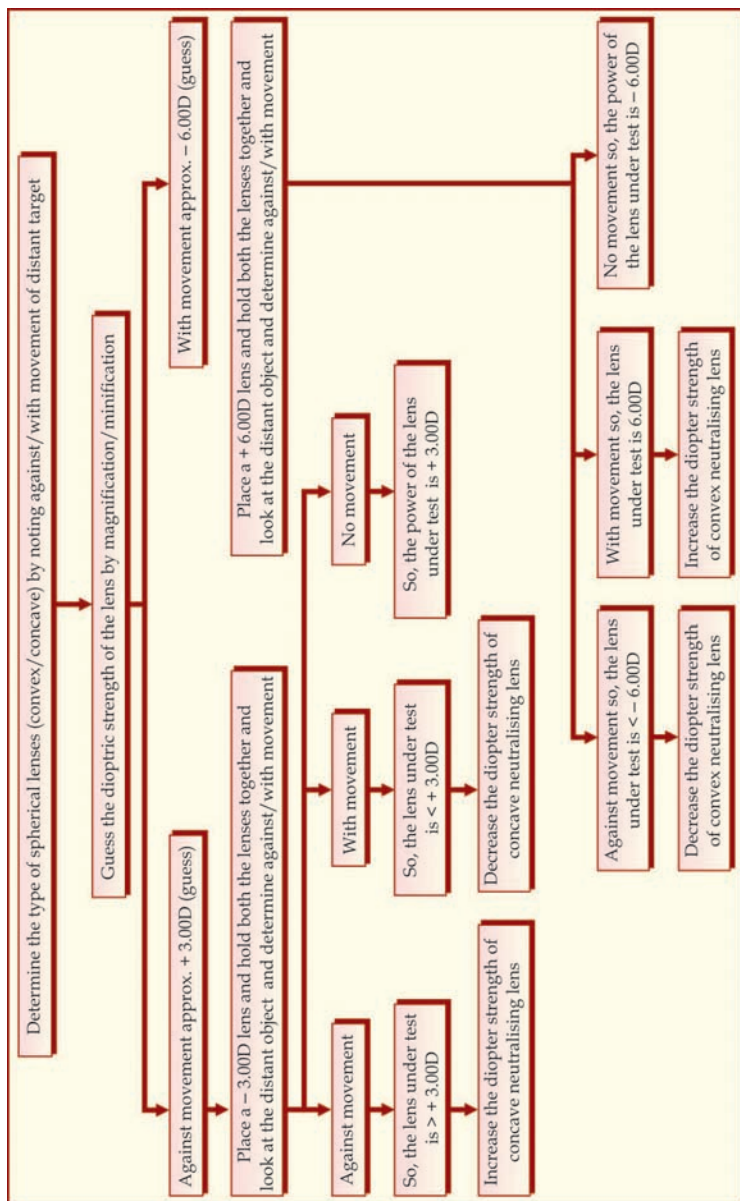 Determine the type of spherical lenses (convex/concave) by noting against/with movement of distant target
Guess the dioptric strength of the lens by magnification/minification
Against movement approx. + 3.00D (guess)
With movement approx. – 6.00D (guess)
Place a – 3.00D lens and hold both the lenses together and
look at the distant object and determine against/with movement
Place a + 6.00D lens and hold both the lenses together and
look at the distant object and determine against/with movement
Against movement
With movement
No movement
So, the lens under test
is > + 3.00D
So, the lens under test
is < + 3.00D
So, the power of the lens
under test is + 3.00D
Increase the diopter strength of
concave neutralising lens
Decrease the diopter strength of
concave neutralising lens
Against movement so, the lens
under test is < – 6.00D
With movement so, the lens
under test is 6.00D
No movement so, the power of
the lens under test is – 6.00D
Decrease the diopter strength
of convex neutralising lens
Increase the diopter strength
of convex neutralising lens